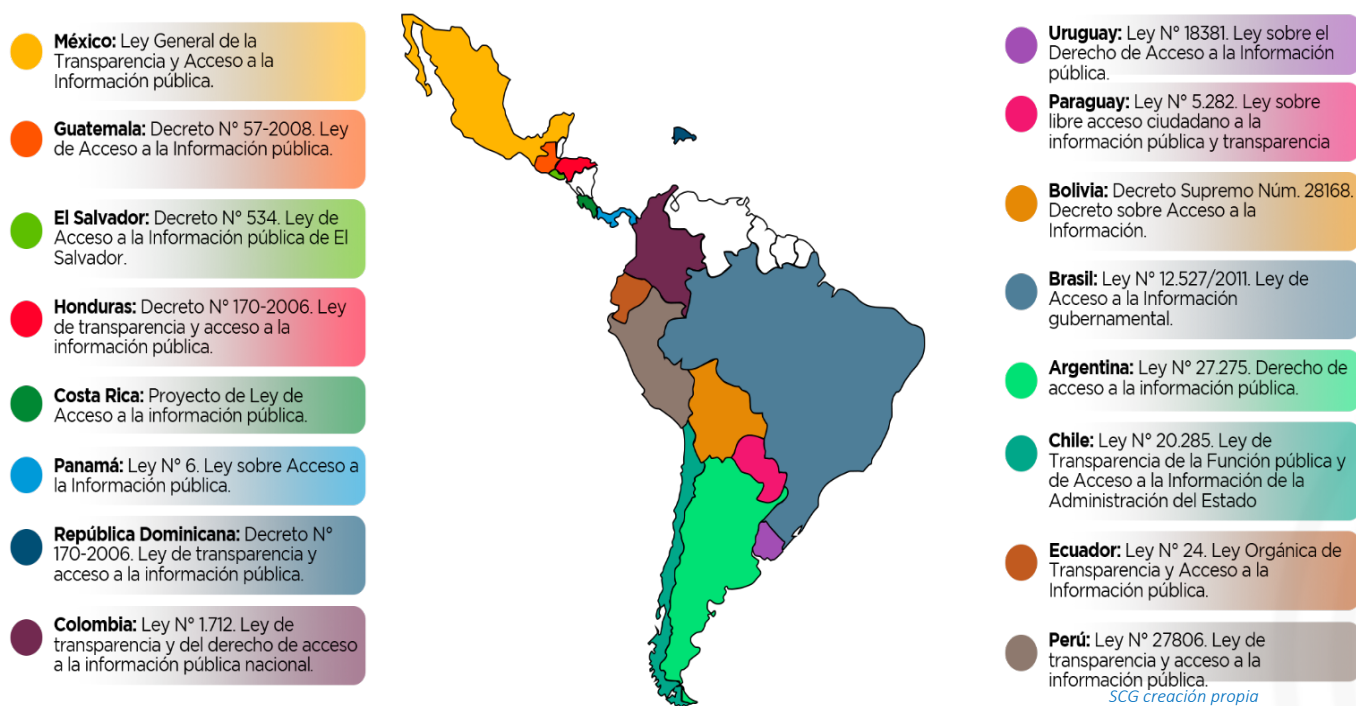 México: Ley General de la
Transparencia y Acceso a la
Información pública.
Guatemala: Decreto N° 57-2008. Ley
de Acceso a la Información pública.
El Salvador: Decreto N° 534. Ley de
Acceso a la Información pública de El
Salvador.
Honduras: Decreto N° 170-2006. Ley
de transparencia y acceso a la
información pública.
Costa Rica: Proyecto de Ley de
Acceso a la información pública.
Panamá: Ley N° 6. Ley sobre Acceso a
la Información pública.
República Dominicana: Decreto N°
170-2006. Ley de transparencia y
acceso a la información pública.
Colombia: Ley N° 1.712. Ley de
transparencia y del derecho de acceso
a la información pública nacional.
Uruguay: Ley N° 18381. Ley sobre el
Derecho de Acceso a la Información
pública.
Paraguay: Ley N° 5.282. Ley sobre
libre acceso ciudadano a la
información pública y transparencia
Bolivia: Decreto Supremo Núm. 28168.
Decreto sobre Acceso a la
Información.
Brasil: Ley N° 12.527/2011. Ley de
Acceso a la Información
gubernamental.
Argentina: Ley N° 27.275. Derecho de
acceso a la información pública.
Chile: Ley N° 20.285. Ley de
Transparencia de la Función pública y
de Acceso a la Información de la
Administración del Estado
Ecuador: Ley N° 24. Ley Orgánica de
Transparencia y Acceso a la
Información pública.
Perú: Ley N° 27806. Ley de
transparencia y acceso a la
información pública.
SCG creación propia